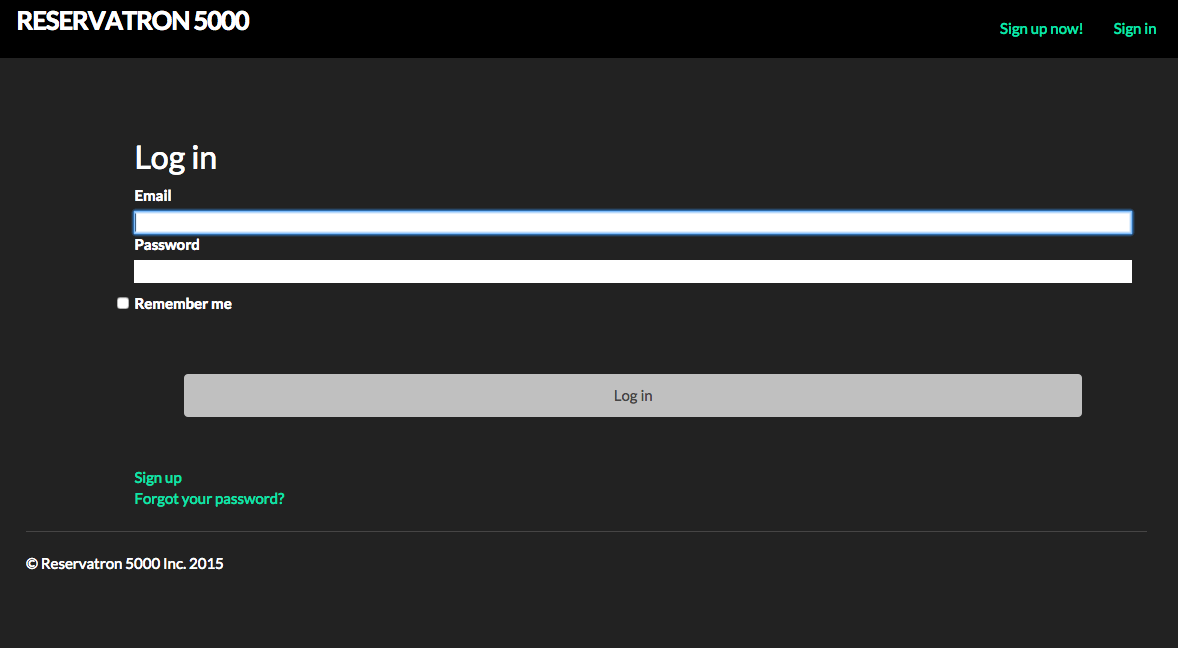 RESERVATRON 5000
Sign up now! Sign in
Log in
Email
Password
Remember me
Log in
Sign up
Forgot your password?
© Reservatron 5000 Inc. 2015